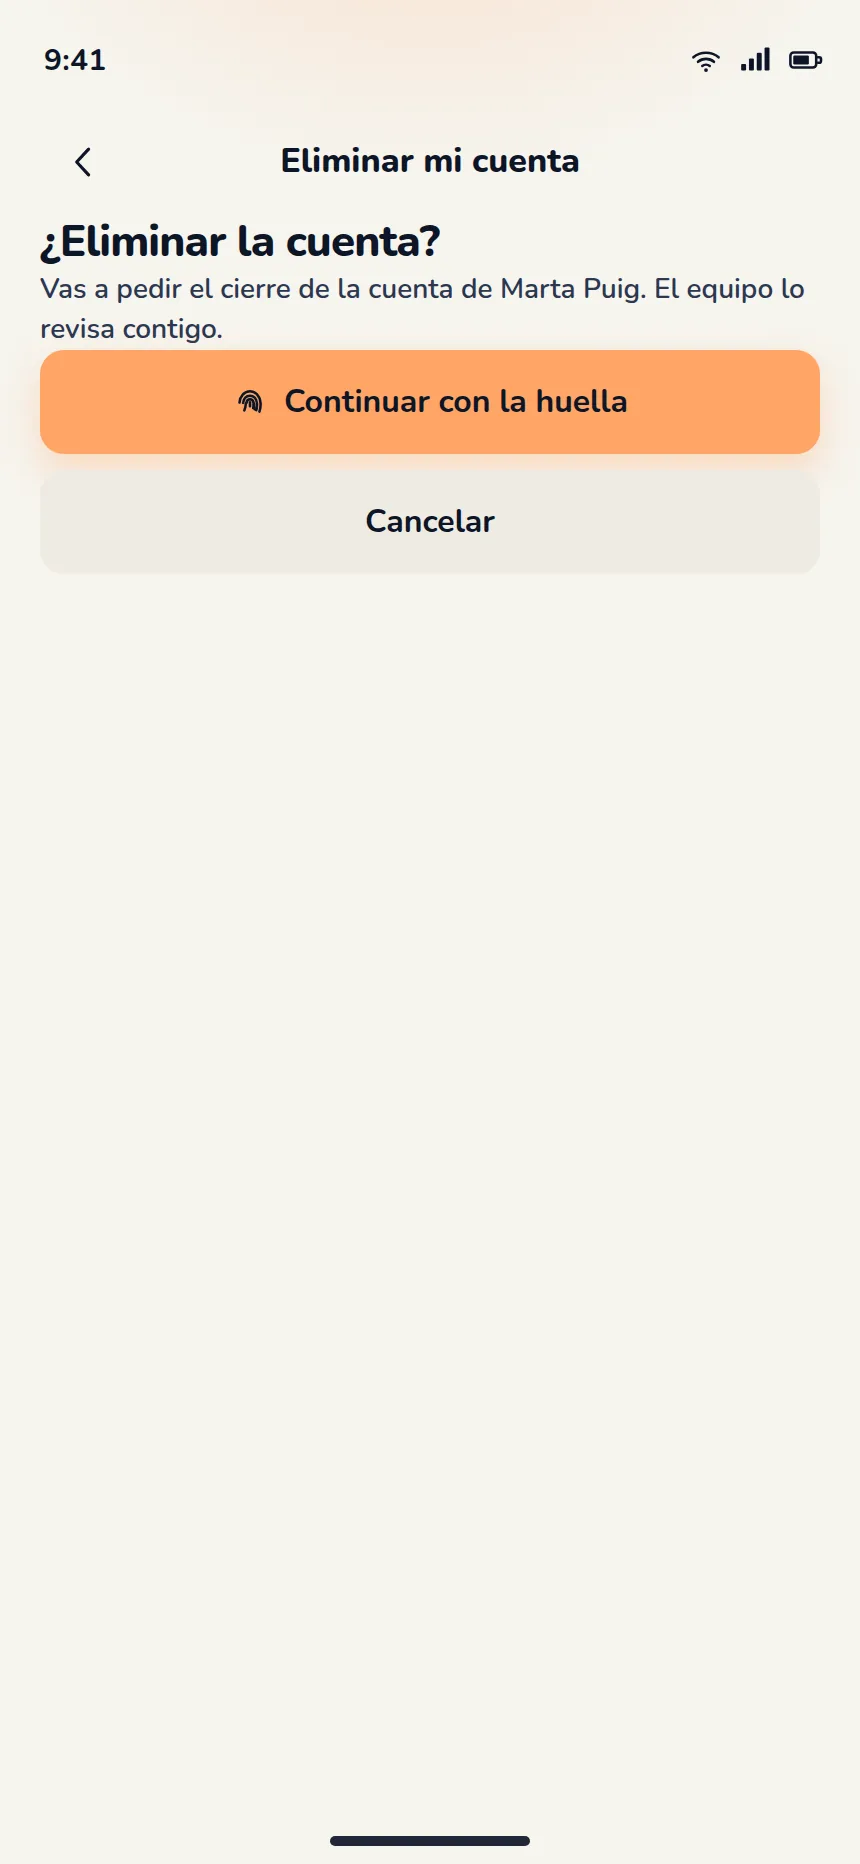 9:41
Eliminar mi cuenta
¿Eliminar la cuenta?
Vas a pedir el cierre de la cuenta de Marta Puig. El equipo lo
revisa contigo.
Continuar con la huella
Cancelar